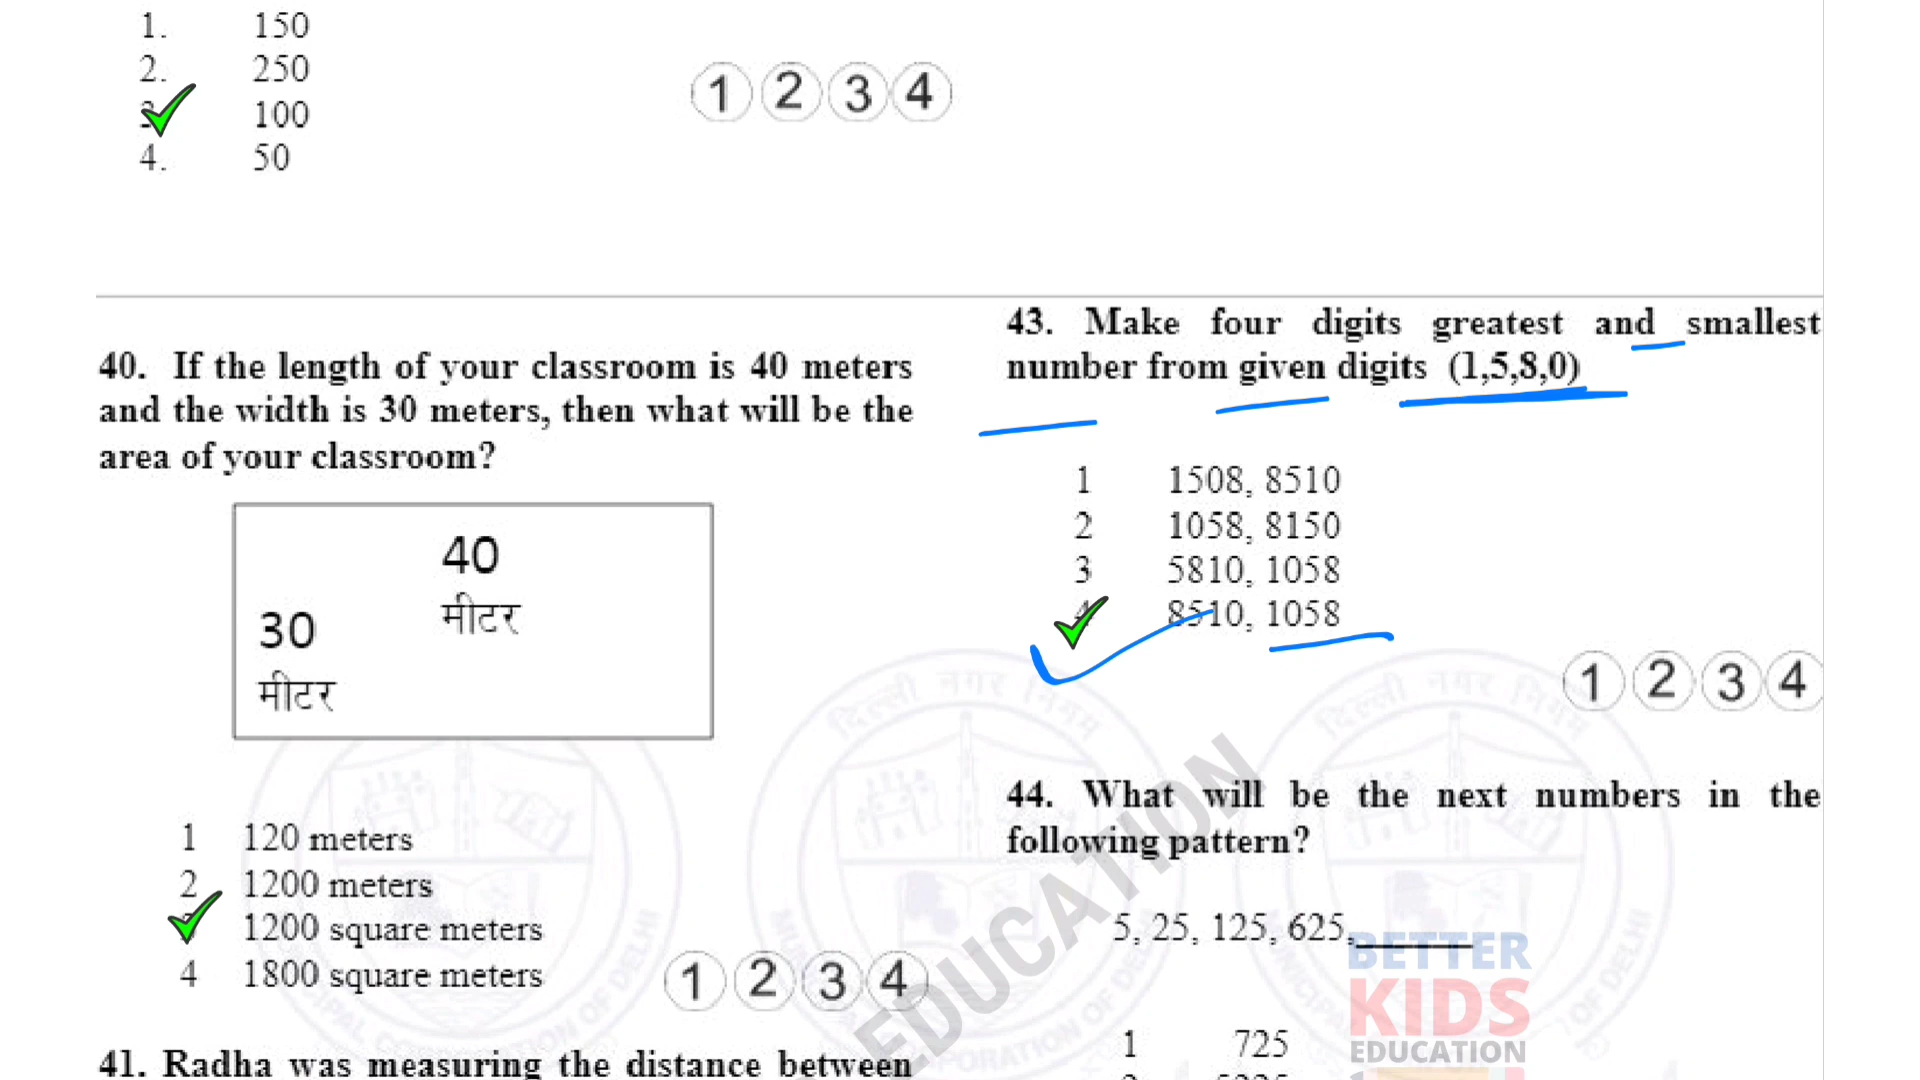 1. 150
2. 250
100
4. 50
1 2 3 4
40. If the length of your classroom is 40 meters
and the width is 30 meters, then what will be the
area of your classroom?
40
मीटर
30
मीटर
1 120 meters
2 1200 meters
1200 square meters
4 1800 square meters
1 2 3 4
41. Radha was measuring the distance between
43. Make four digits greatest and smallest
number from given digits (1,5,8,0)
1 1508, 8510
2 1058, 8150
3 5810, 1058
4 8510, 1058
1 2 3 4
44. What will be the next numbers in the
following pattern?
5, 25, 125, 625,
1 725
EDUCATION
BETTER
KIDS
EDUCATION
दिल्ली नगर निगम
दिल्ली नगर निगम